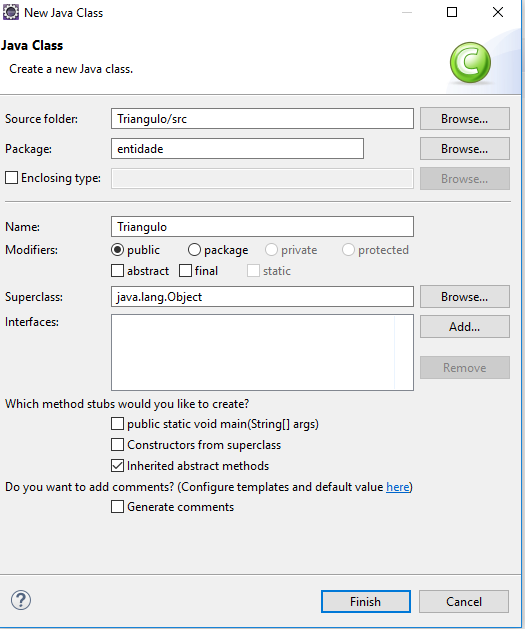 New Java Class
Java Class
Create a new Java class.
C
Source folder: Triangulo/src Browse...
Package: entidade Browse...
Enclosing type: Browse...
Name: Triangulo
Modifiers: public package private protected
abstract final static
Superclass: java.lang.Object Browse...
Interfaces: Add...
Remove
Which method stubs would you like to create?
public static void main(String[] args)
Constructors from superclass
Inherited abstract methods
Do you want to add comments? (Configure templates and default value here)
Generate comments
? Finish Cancel